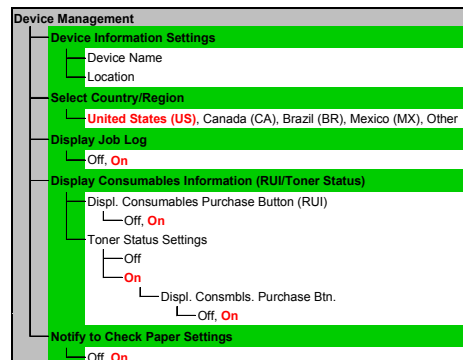 Device Management
Device Information Settings
Device Name
Location
Select Country/Region
United States (US), Canada (CA), Brazil (BR), Mexico (MX), Other
Display Job Log
Off, On
Display Consumables Information (RUI/Toner Status)
Displ. Consumables Purchase Button (RUI)
Off, On
Toner Status Settings
Off
On
Displ. Consmbls. Purchase Btn.
Off, On
Notify to Check Paper Settings
Off, On